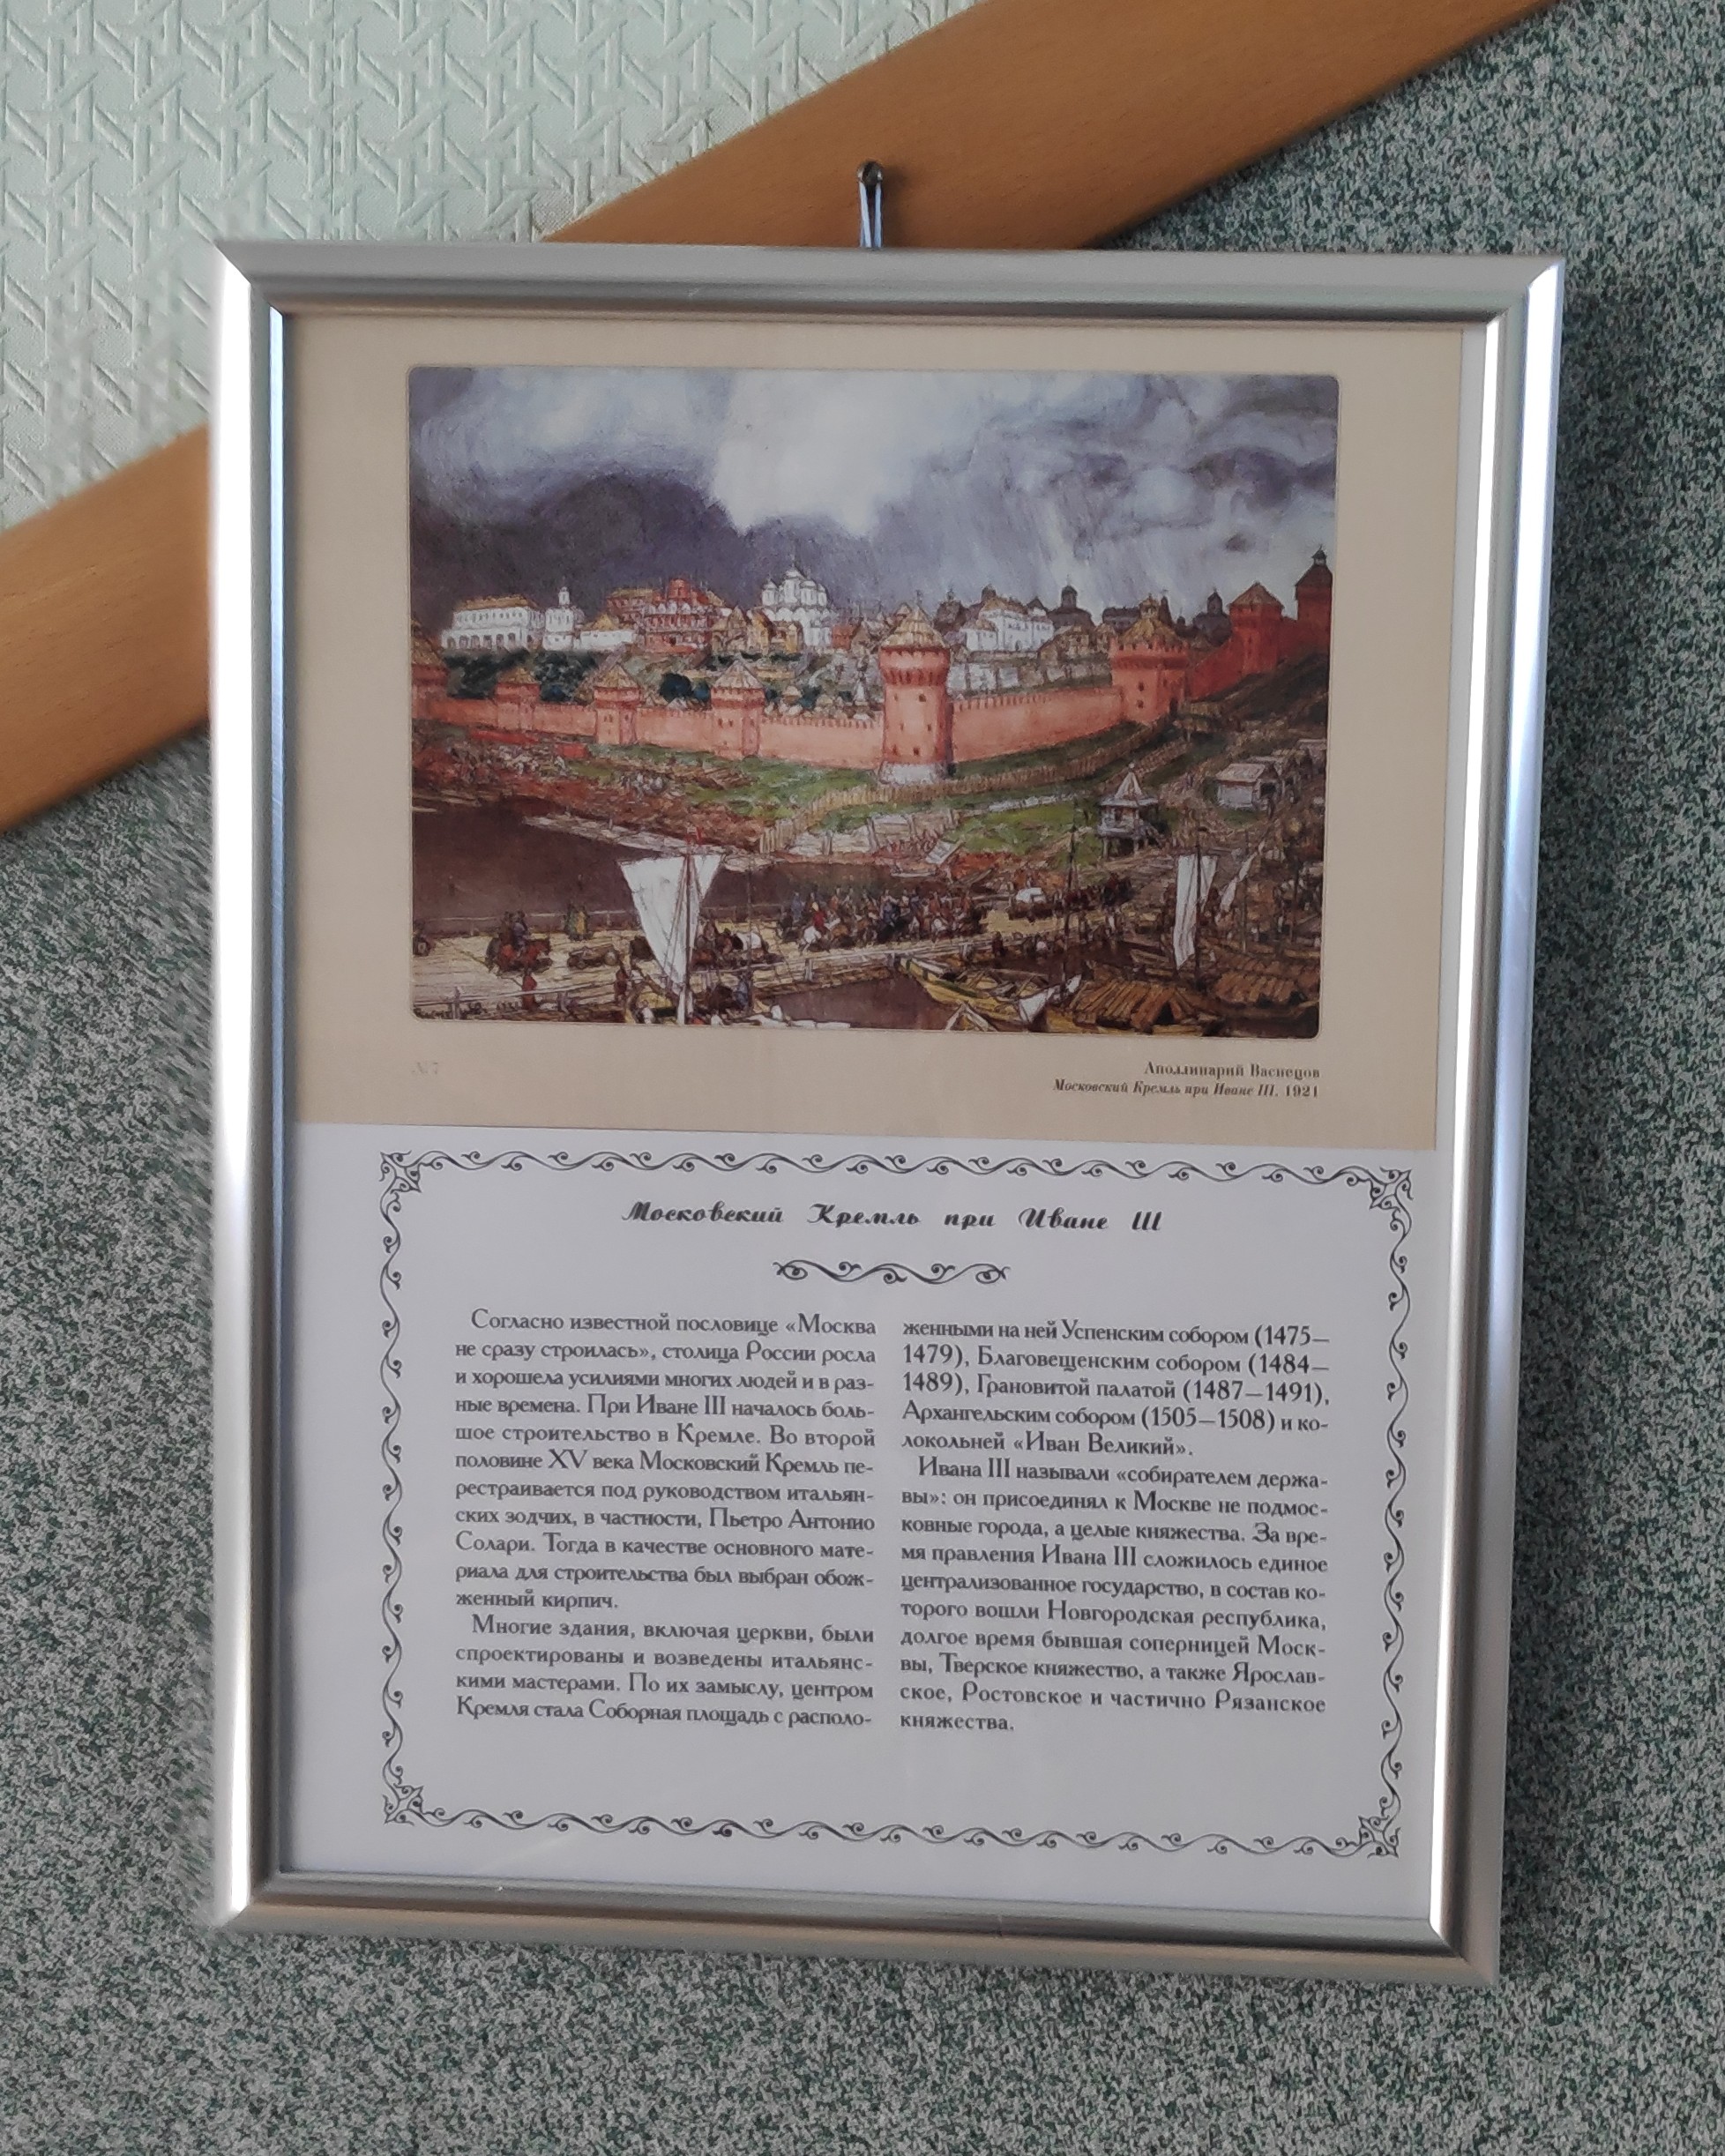 № 7
Аполлинарий Васнецов
Московский Кремль при Иване III. 1921
Московский Кремль при Иване III
Согласно известной пословице «Москва
не сразу строилась», столица России росла
и хорошела усилиями многих людей и в раз-
ные времена. При Иване III началось боль-
шое строительство в Кремле. Во второй
половине XV века Московский Кремль пе-
рестраивается под руководством итальян-
ских зодчих, в частности, Пьетро Антонио
Солари. Тогда в качестве основного мате-
риала для строительства был выбран обож-
женный кирпич.
Многие здания, включая церкви, были
спроектированы и возведены итальянс-
кими мастерами. По их замыслу, центром
Кремля стала Соборная площадь с располо-
женными на ней Успенским собором (1475–
1479), Благовещенским собором (1484–
1489), Грановитой палатой (1487–1491),
Архангельским собором (1505–1508) и ко-
локольней «Иван Великий».
Ивана III называли «собирателем держа-
вы»: он присоединял к Москве не подмос-
ковные города, а целые княжества. За вре-
мя правления Ивана III сложилось единое
централизованное государство, в состав ко-
торого вошли Новгородская республика,
долгое время бывшая соперницей Моск-
вы, Тверское княжество, а также Ярослав-
ское, Ростовское и частично Рязанское
княжества.